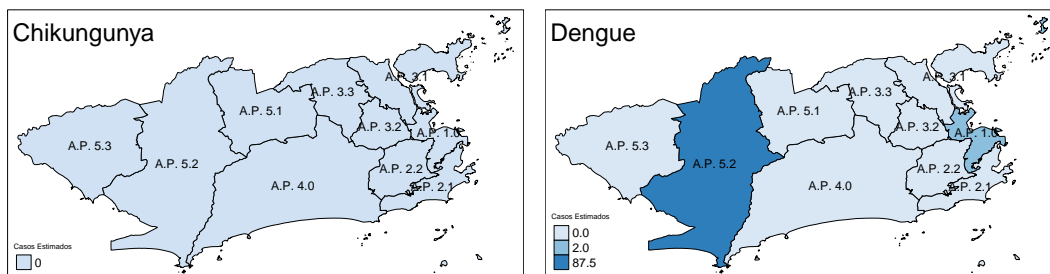 Chikungunya
A.P. 3.1
A.P. 3.3
A.P. 5.1
A.P. 3.2
A.P. 1.0
A.P. 5.3
A.P. 5.2
A.P. 2.2
A.P. 4.0
A.P. 2.1
Casos Estimados
0
Dengue
A.P. 3.1
A.P. 3.3
A.P. 5.1
A.P. 3.2
A.P. 1.0
A.P. 5.3
A.P. 5.2
A.P. 2.2
A.P. 4.0
A.P. 2.1
Casos Estimados
0.0
2.0
87.5